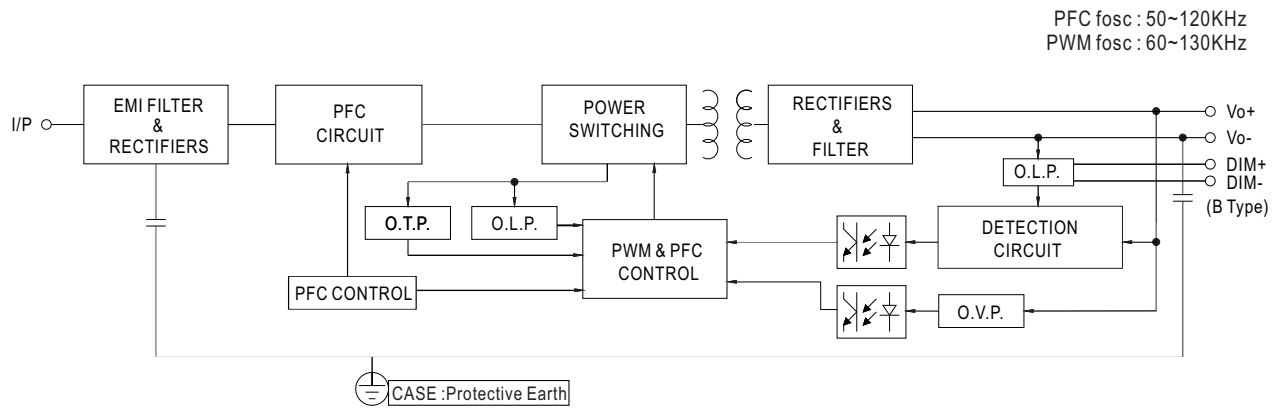 PFC fosc : 50~120KHz
PWM fosc : 60~130KHz
I/P
EMI FILTER
&
RECTIFIERS
PFC
CIRCUIT
POWER
SWITCHING
RECTIFIERS
&
FILTER
Vo+
Vo-
DIM+
DIM-
(B Type)
O.L.P.
O.T.P.
O.L.P.
PWM & PFC
CONTROL
DETECTION
CIRCUIT
PFC CONTROL
O.V.P.
CASE :Protective Earth